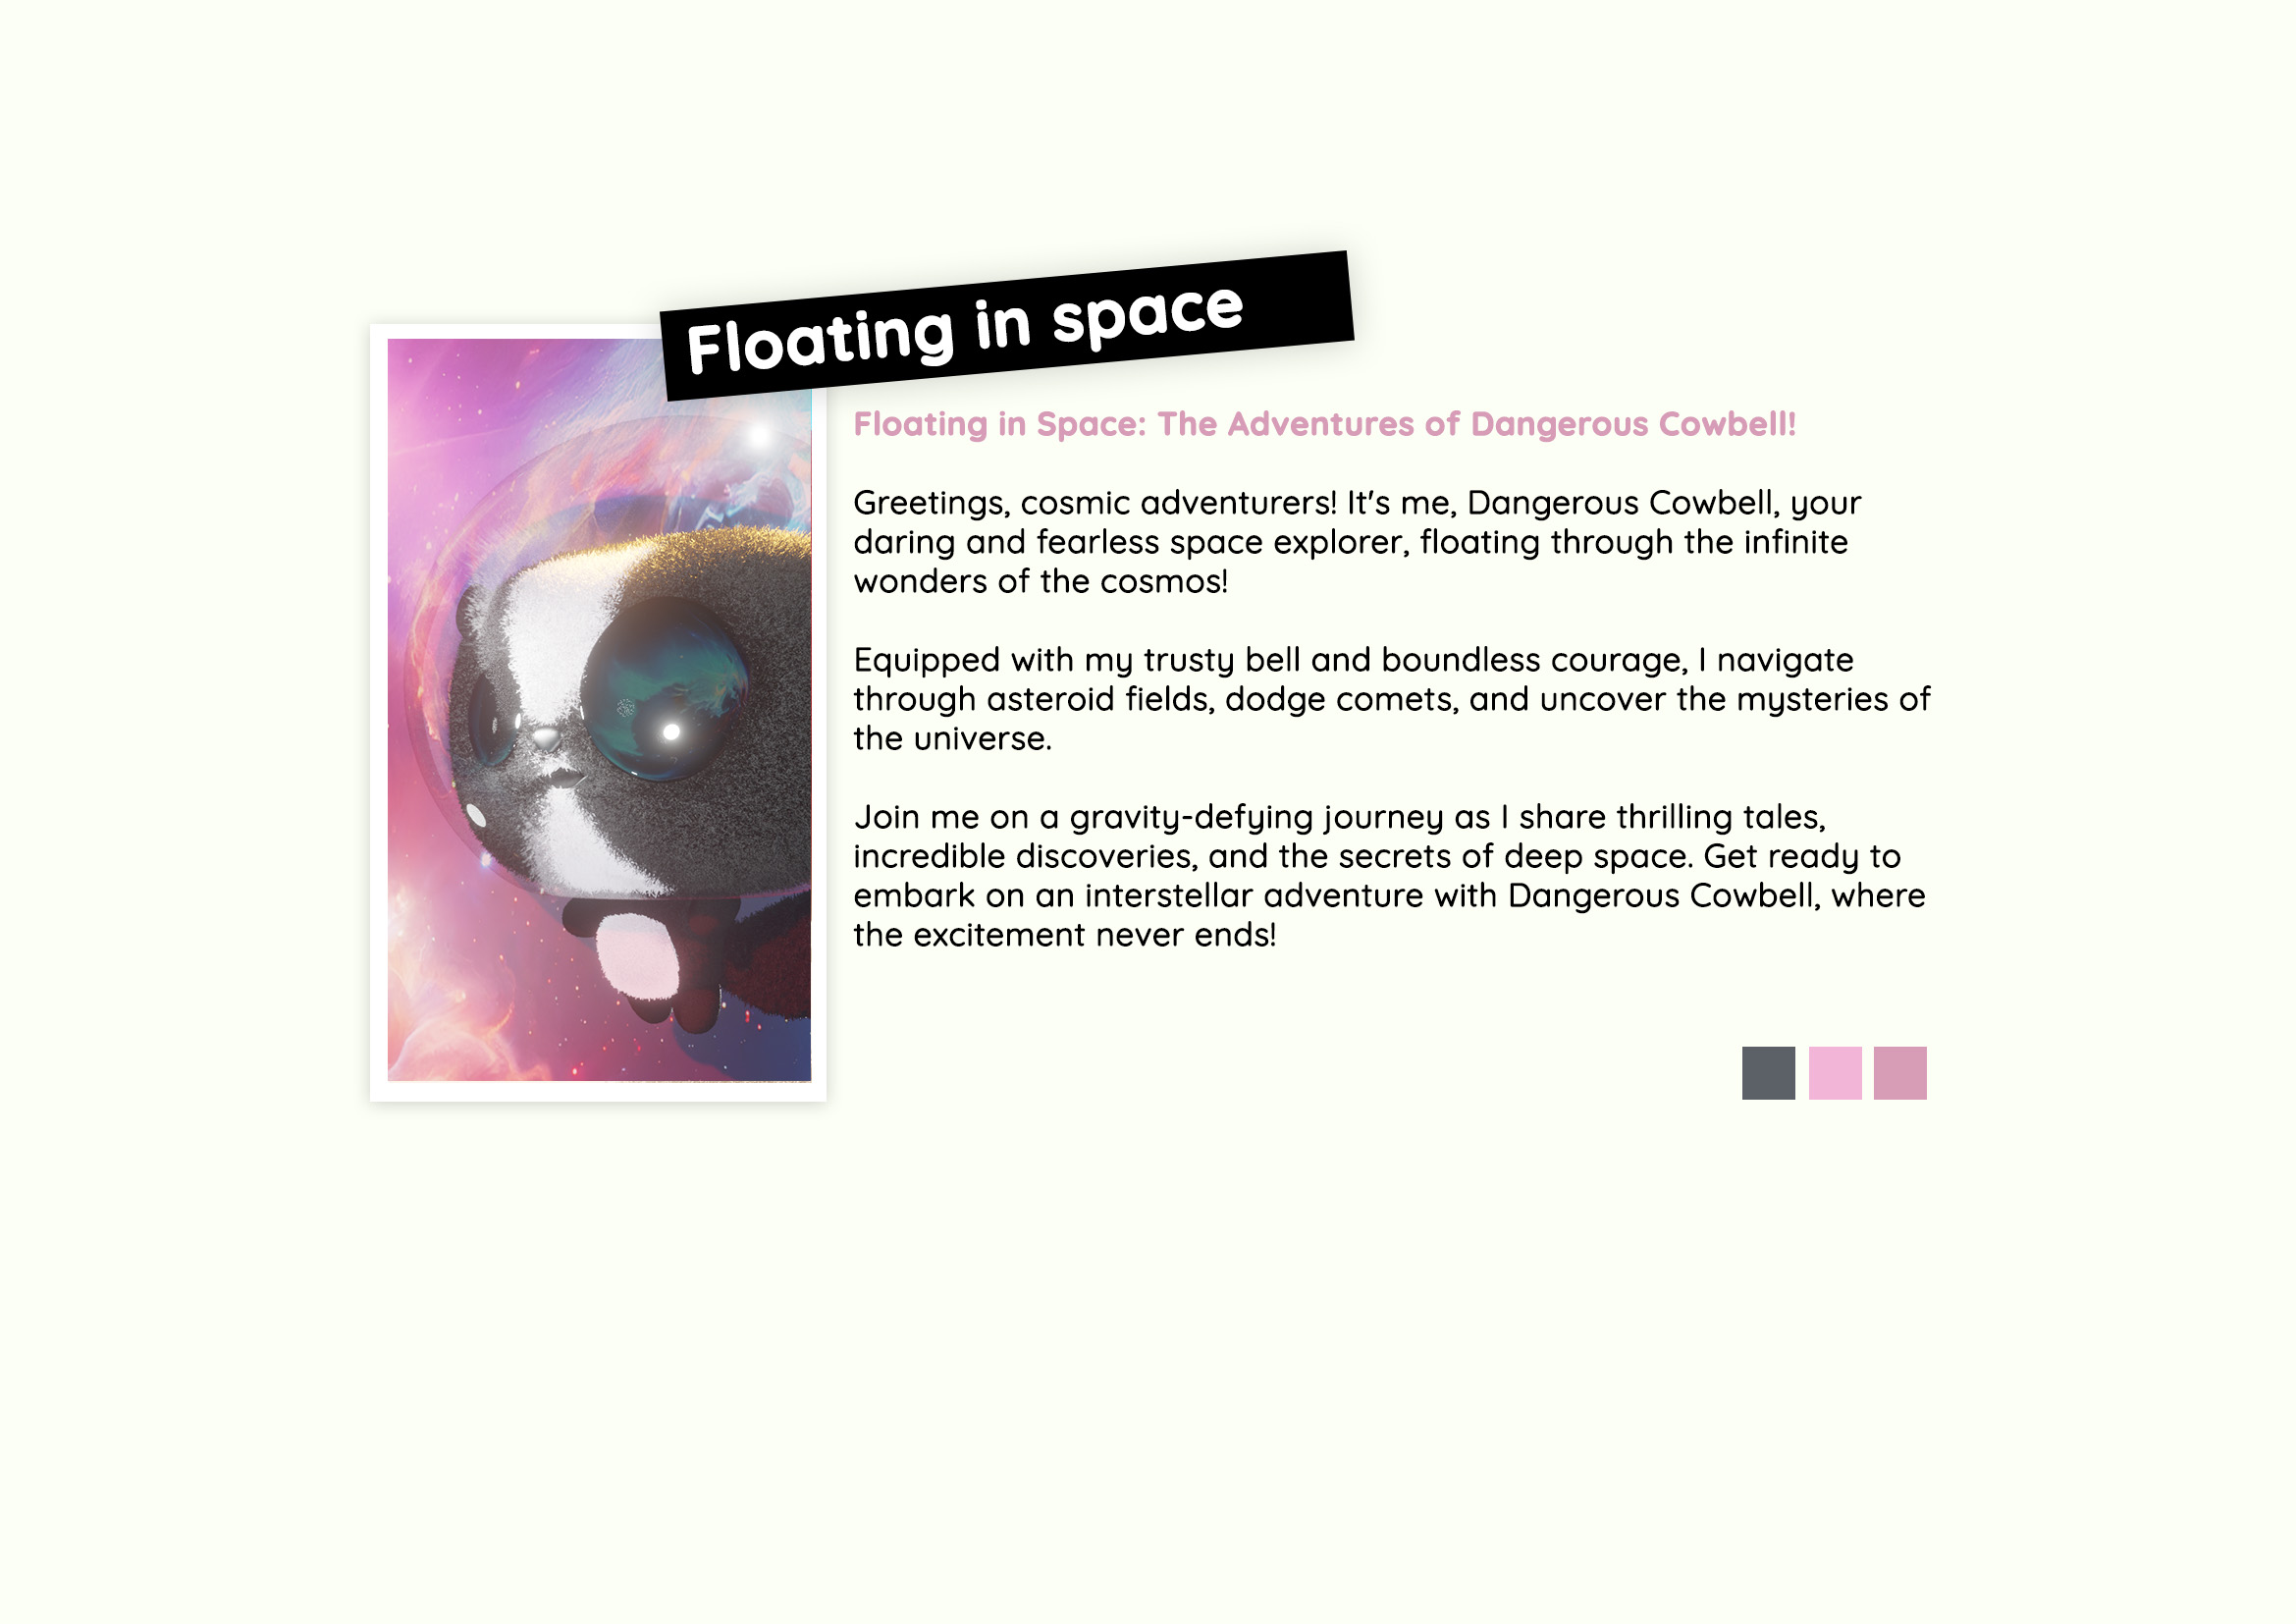 Floating in space
Floating in Space: The Adventures of Dangerous Cowbell!
Greetings, cosmic adventurers! It's me, Dangerous Cowbell, your
daring and fearless space explorer, floating through the infinite
wonders of the cosmos!
Equipped with my trusty bell and boundless courage, I navigate
through asteroid fields, dodge comets, and uncover the mysteries of
the universe.
Join me on a gravity-defying journey as I share thrilling tales,
incredible discoveries, and the secrets of deep space. Get ready to
embark on an interstellar adventure with Dangerous Cowbell, where
the excitement never ends!